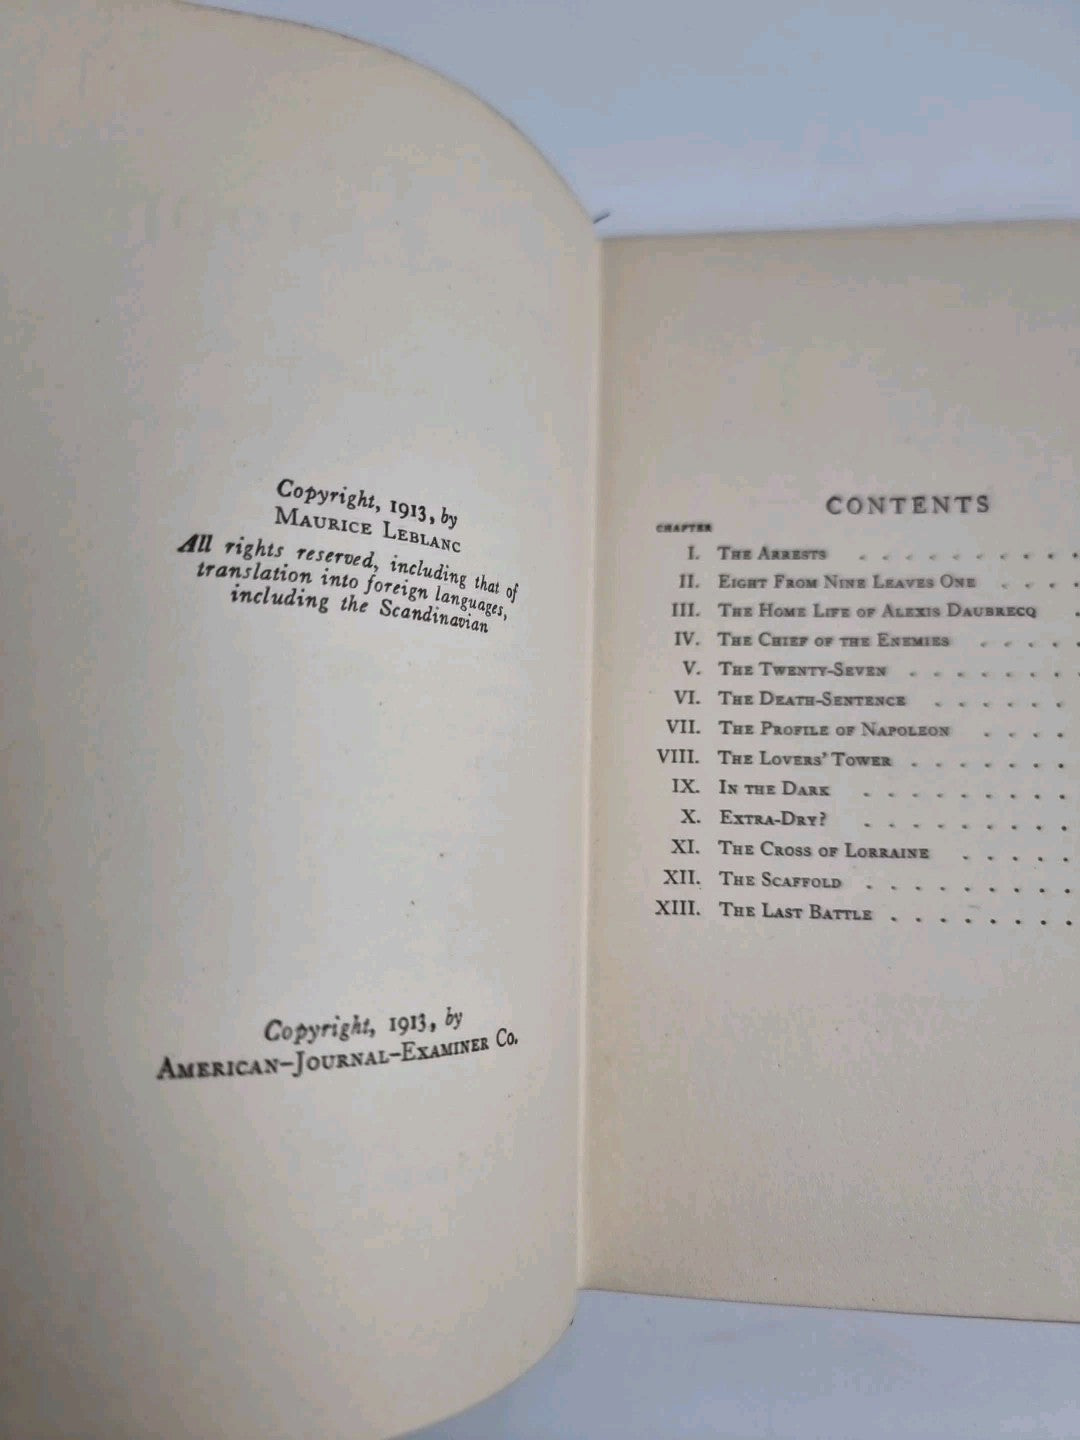 Copyright, 1913, by
Maurice Leblanc
All rights reserved, including that of
translation into foreign languages,
including the Scandinavian
Copyright, 1913, by
American-Journal-Examiner Co.
CONTENTS
CHAPTER
I. The Arrests . . . . . . . . . .
II. Eight From Nine Leaves One . . . .
III. The Home Life of Alexis Daubrecq .
IV. The Chief of the Enemies . . . . .
V. The Twenty-Seven . . . . . . .
VI. The Death-Sentence . . . . . .
VII. The Profile of Napoleon . . . .
VIII. The Lovers' Tower . . . . . . .
IX. In the Dark . . . . . . . . .
X. Extra-Dry? . . . . . . . . .
XI. The Cross of Lorraine . . . . .
XII. The Scaffold . . . . . . . . .
XIII. The Last Battle . . . . . . . .